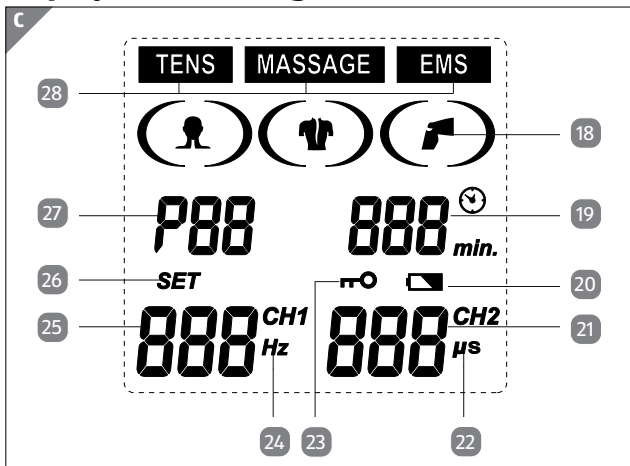 C
TENS MASSAGE EMS
28
18
27 P88 888 min. 19
26 SET 20
25 888 CH1 888 CH2 21
Hz µs
24 23 22